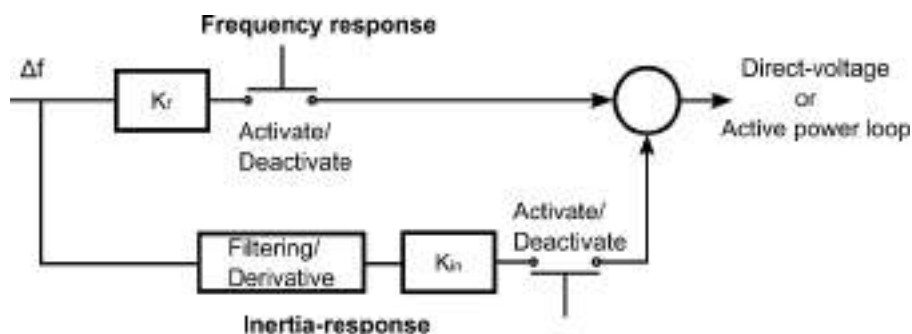 Frequency response
Δf
Kf
Activate/
Deactivate
Direct-voltage
or
Active power loop
Filtering/
Derivative
Kin
Activate/
Deactivate
Inertia-response